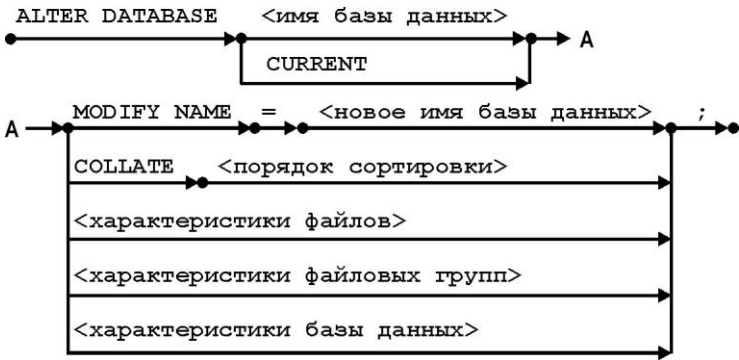 ALTER DATABASE <имя базы данных> A
CURRENT
A MODIFY NAME = <новое имя базы данных> ;
COLLATE <порядок сортировки>
<характеристики файлов>
<характеристики файловых групп>
<характеристики базы данных>